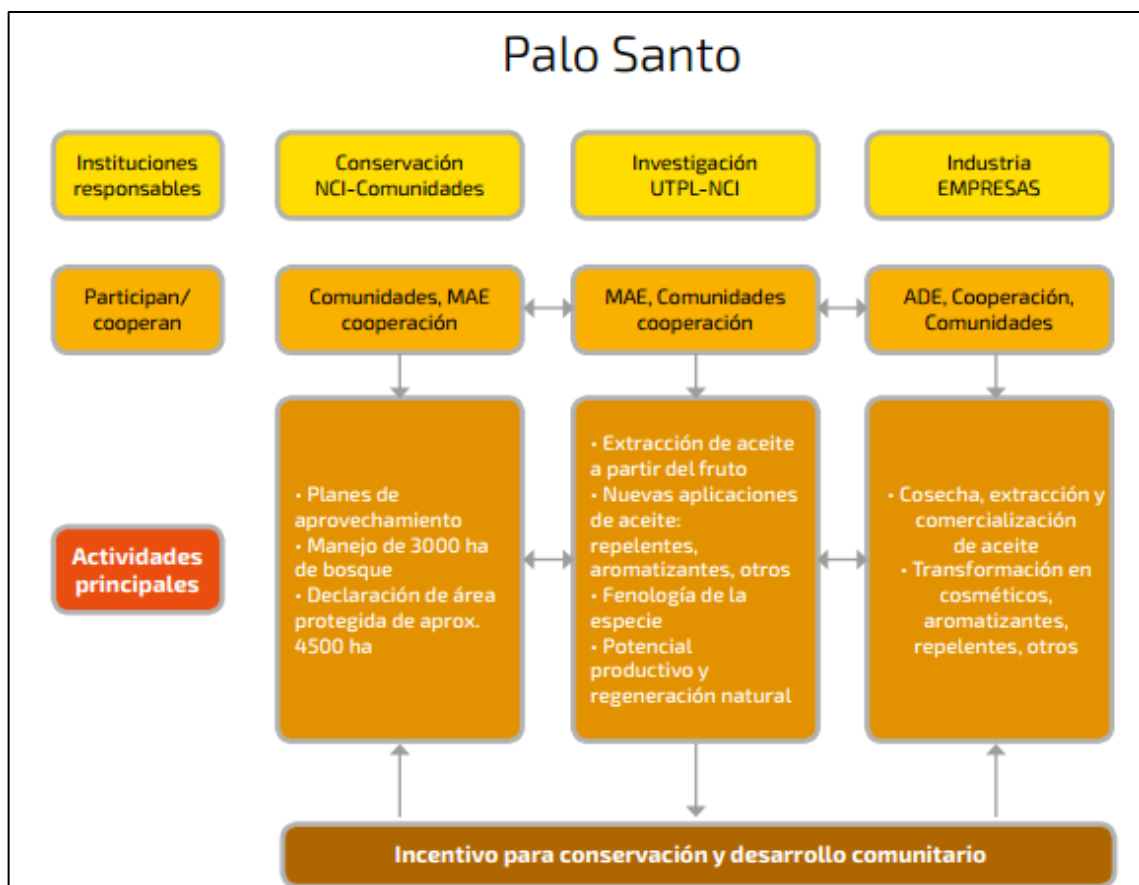 Palo Santo
Instituciones
responsables
Conservación
NCI-Comunidades
Investigación
UTPL-NCI
Industria
EMPRESAS
Participan/
cooperan
Comunidades, MAE
cooperación
MAE, Comunidades
cooperación
ADE, Cooperación,
Comunidades
Actividades
principales
• Planes de
aprovechamiento
• Manejo de 3000 ha
de bosque
• Declaración de área
protegida de aprox.
4500 ha
• Extracción de aceite
a partir del fruto
• Nuevas aplicaciones
de aceite:
repelentes,
aromatizantes, otros
• Fenología de la
especie
• Potencial
productivo y
regeneración natural
• Cosecha, extracción y
comercialización
de aceite
• Transformación en
cosméticos,
aromatizantes,
repelentes, otros
Incentivo para conservación y desarrollo comunitario